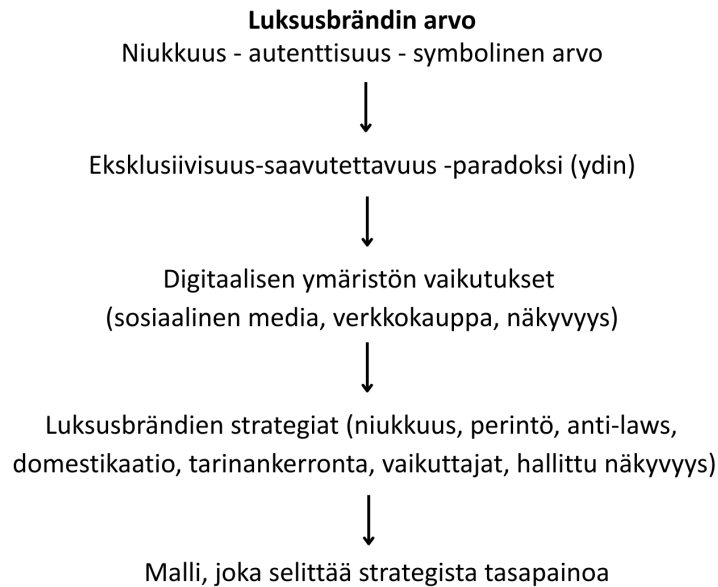 Luksusbrändin arvo
Niukkuus - autenttisuus - symbolinen arvo
Eksklusiivisuus-saavutettavuus -paradoksi (ydin)
Digitaalisen ymäristön vaikutukset
(sosiaalinen media, verkkokauppa, näkyvyys)
Luksusbrändien strategiat (niukkuus, perintö, anti-laws,
domestikaatio, tarinankerronta, vaikuttajat, hallittu näkyvyys)
Malli, joka selittää strategista tasapainoa